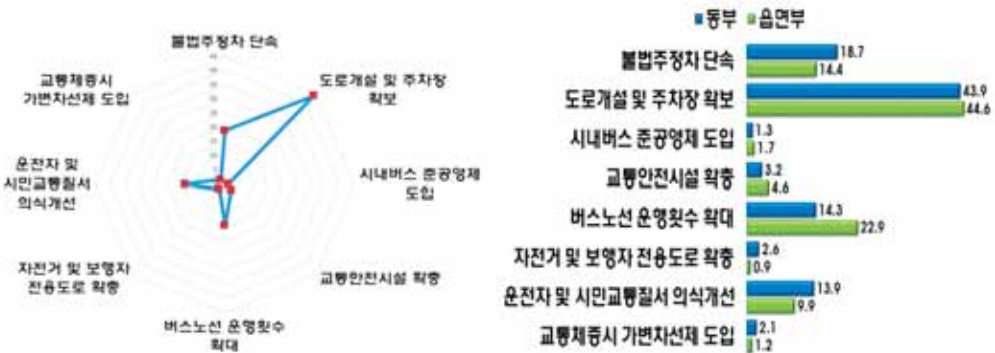 불법주정차 단속
도로개설 및 주차장
확보
시내버스 준공영제
도입
교통안전시설 확충
버스노선 운행횟수
확대
자전거 및 보행자
전용도로 확충
운전자 및
시민교통질서
의식개선
교통체증시
가변차선제 도입
동부 읍면부
불법주정차 단속 18.7 14.4
도로개설 및 주차장 확보 43.9 44.6
시내버스 준공영제 도입 1.3 1.7
교통안전시설 확충 3.2 4.6
버스노선 운행횟수 확대 14.3 22.9
자전거 및 보행자 전용도로 확충 2.6 0.9
운전자 및 시민교통질서 의식개선 13.9 9.9
교통체증시 가변차선제 도입 2.1 1.2